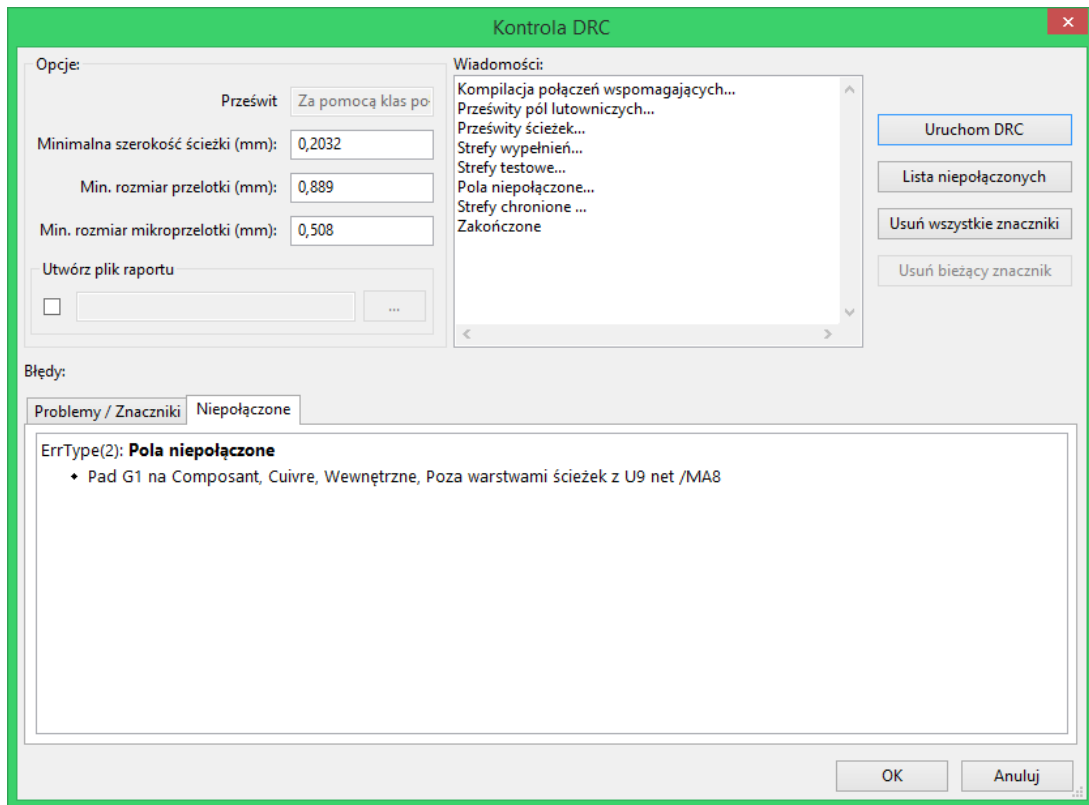 Kontrola DRC
Opcje:
Prześwit
Za pomocą klas po
Minimalna szerokość ścieżki (mm):
0,2032
Min. rozmiar przelotki (mm):
0,889
Min. rozmiar mikroprzelotki (mm):
0,508
Utwórz plik raportu
...
Wiadomości:
Kompilacja połączeń wspomagających...
Prześwity pól lutowniczych...
Prześwity ścieżek...
Strefy wypełnień...
Strefy testowe...
Pola niepołączone...
Strefy chronione ...
Zakończone
Uruchom DRC
Lista niepołączonych
Usuń wszystkie znaczniki
Usuń bieżący znacznik
Błędy:
Problemy / Znaczniki
Niepołączone
ErrType(2): Pola niepołączone
Pad G1 na Composant, Cuivre, Wewnętrzne, Poza warstwami ścieżek z U9 net /MA8
OK
Anuluj